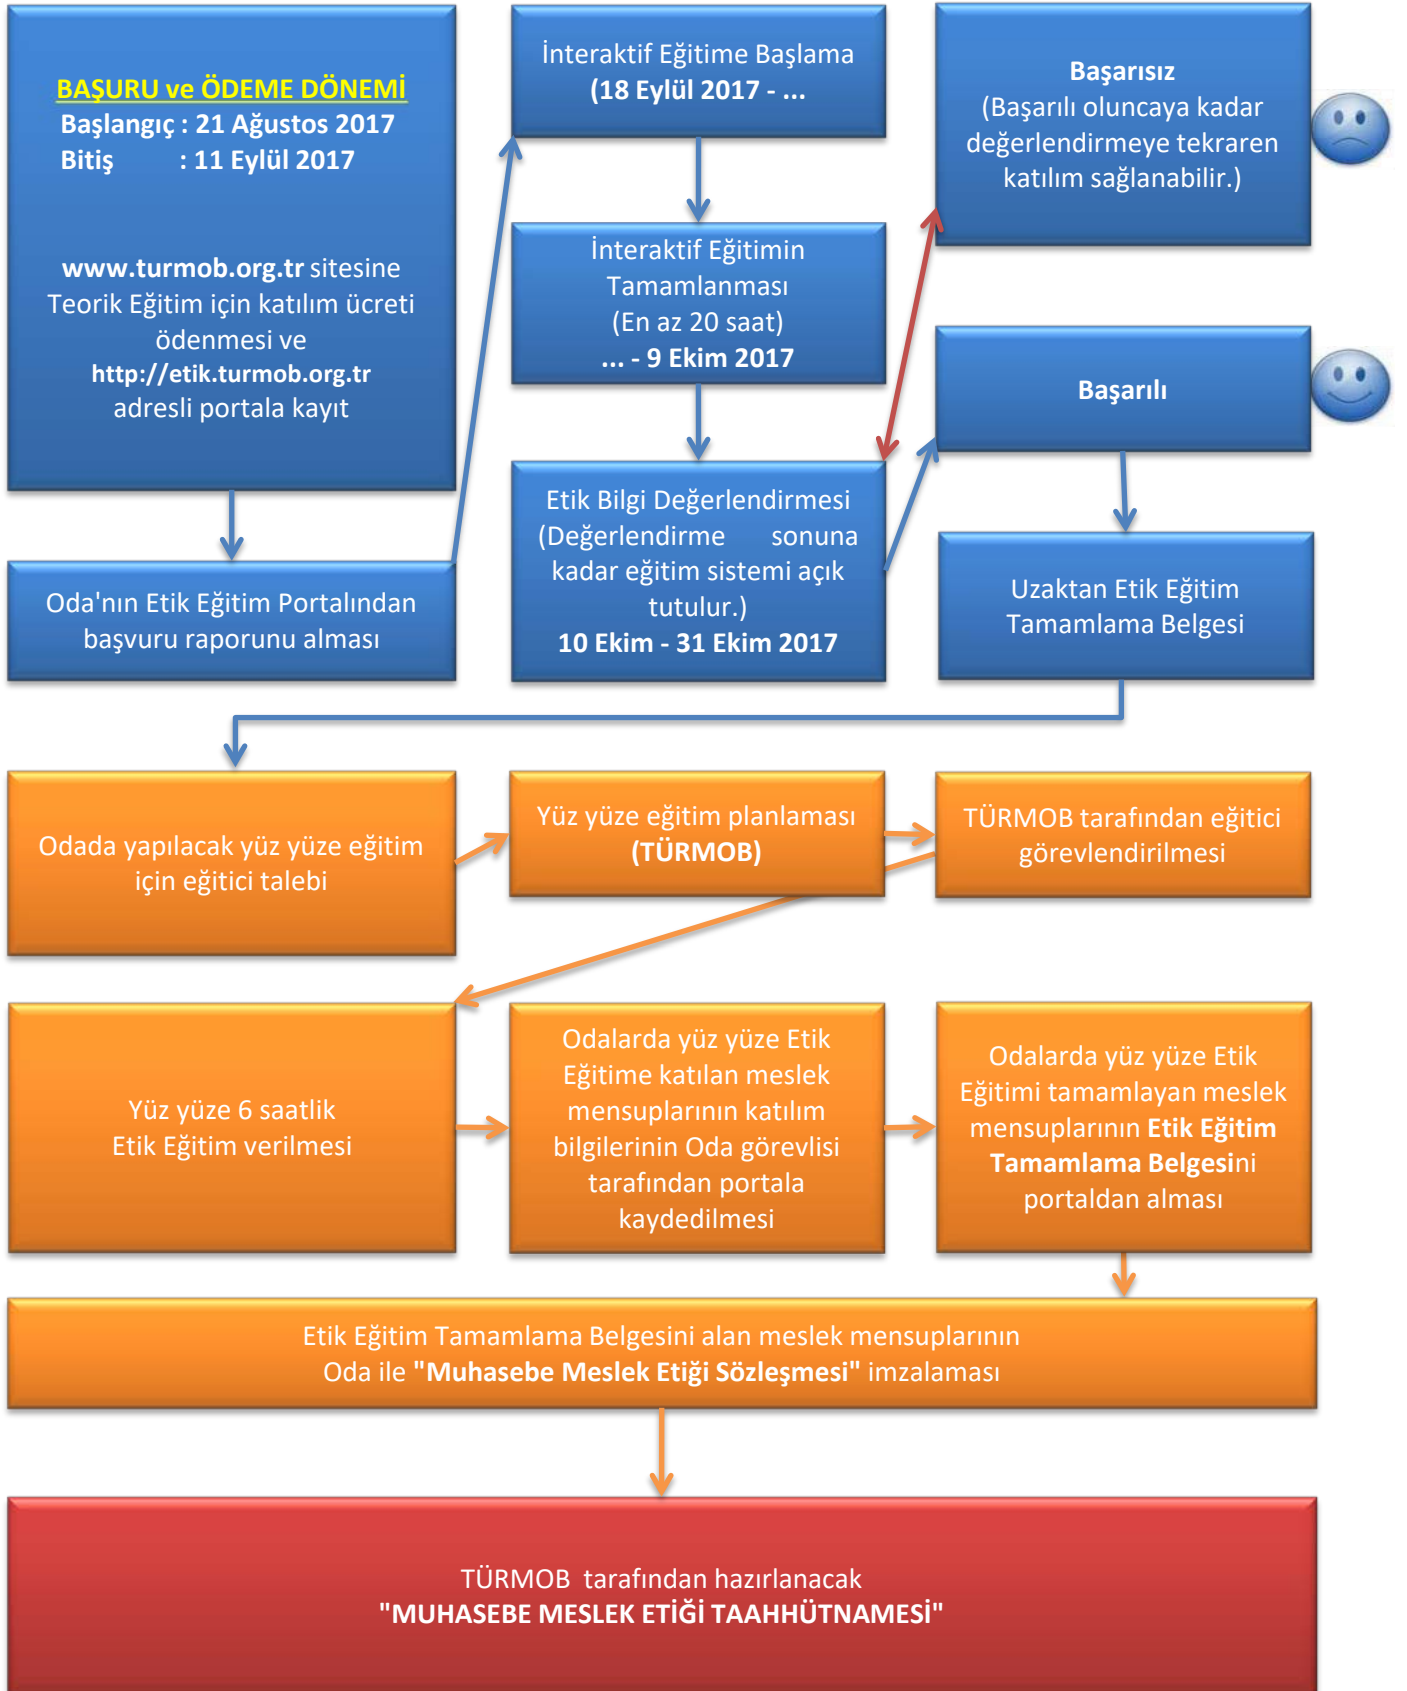 BAŞURU ve ÖDEME DÖNEMİ
Başlangıç : 21 Ağustos 2017
Bitiş : 11 Eylül 2017
www.turmob.org.tr sitesine
Teorik Eğitim için katılım ücreti
ödenmesi ve
http://etik.turmob.org.tr
adresli portala kayıt
Oda'nın Etik Eğitim Portalından
başvuru raporunu alması
İnteraktif Eğitime Başlama
(18 Eylül 2017 - ...
İnteraktif Eğitimin
Tamamlanması
(En az 20 saat)
... - 9 Ekim 2017
Etik Bilgi Değerlendirmesi
(Değerlendirme sonuna
kadar eğitim sistemi açık
tutulur.)
10 Ekim - 31 Ekim 2017
Başarısız
(Başarılı oluncaya kadar
değerlendirmeye tekraren
katılım sağlanabilir.)
Başarılı
Uzaktan Etik Eğitim
Tamamlama Belgesi
Odada yapılacak yüz yüze eğitim
için eğitici talebi
Yüz yüze eğitim planlaması
(TÜRMOB)
TÜRMOB tarafından eğitici
görevlendirilmesi
Yüz yüze 6 saatlik
Etik Eğitim verilmesi
Odalarda yüz yüze Etik
Eğitime katılan meslek
mensuplarının katılım
bilgilerinin Oda görevlisi
tarafından portala
kaydedilmesi
Odalarda yüz yüze Etik
Eğitimi tamamlayan meslek
mensuplarının Etik Eğitim
Tamamlama Belgesini
portaldan alması
Etik Eğitim Tamamlama Belgesini alan meslek mensuplarının
Oda ile "Muhasebe Meslek Etiği Sözleşmesi" imzalaması
TÜRMOB tarafından hazırlanacak
"MUHASEBE MESLEK ETİĞİ TAAHHÜTNAMESİ"